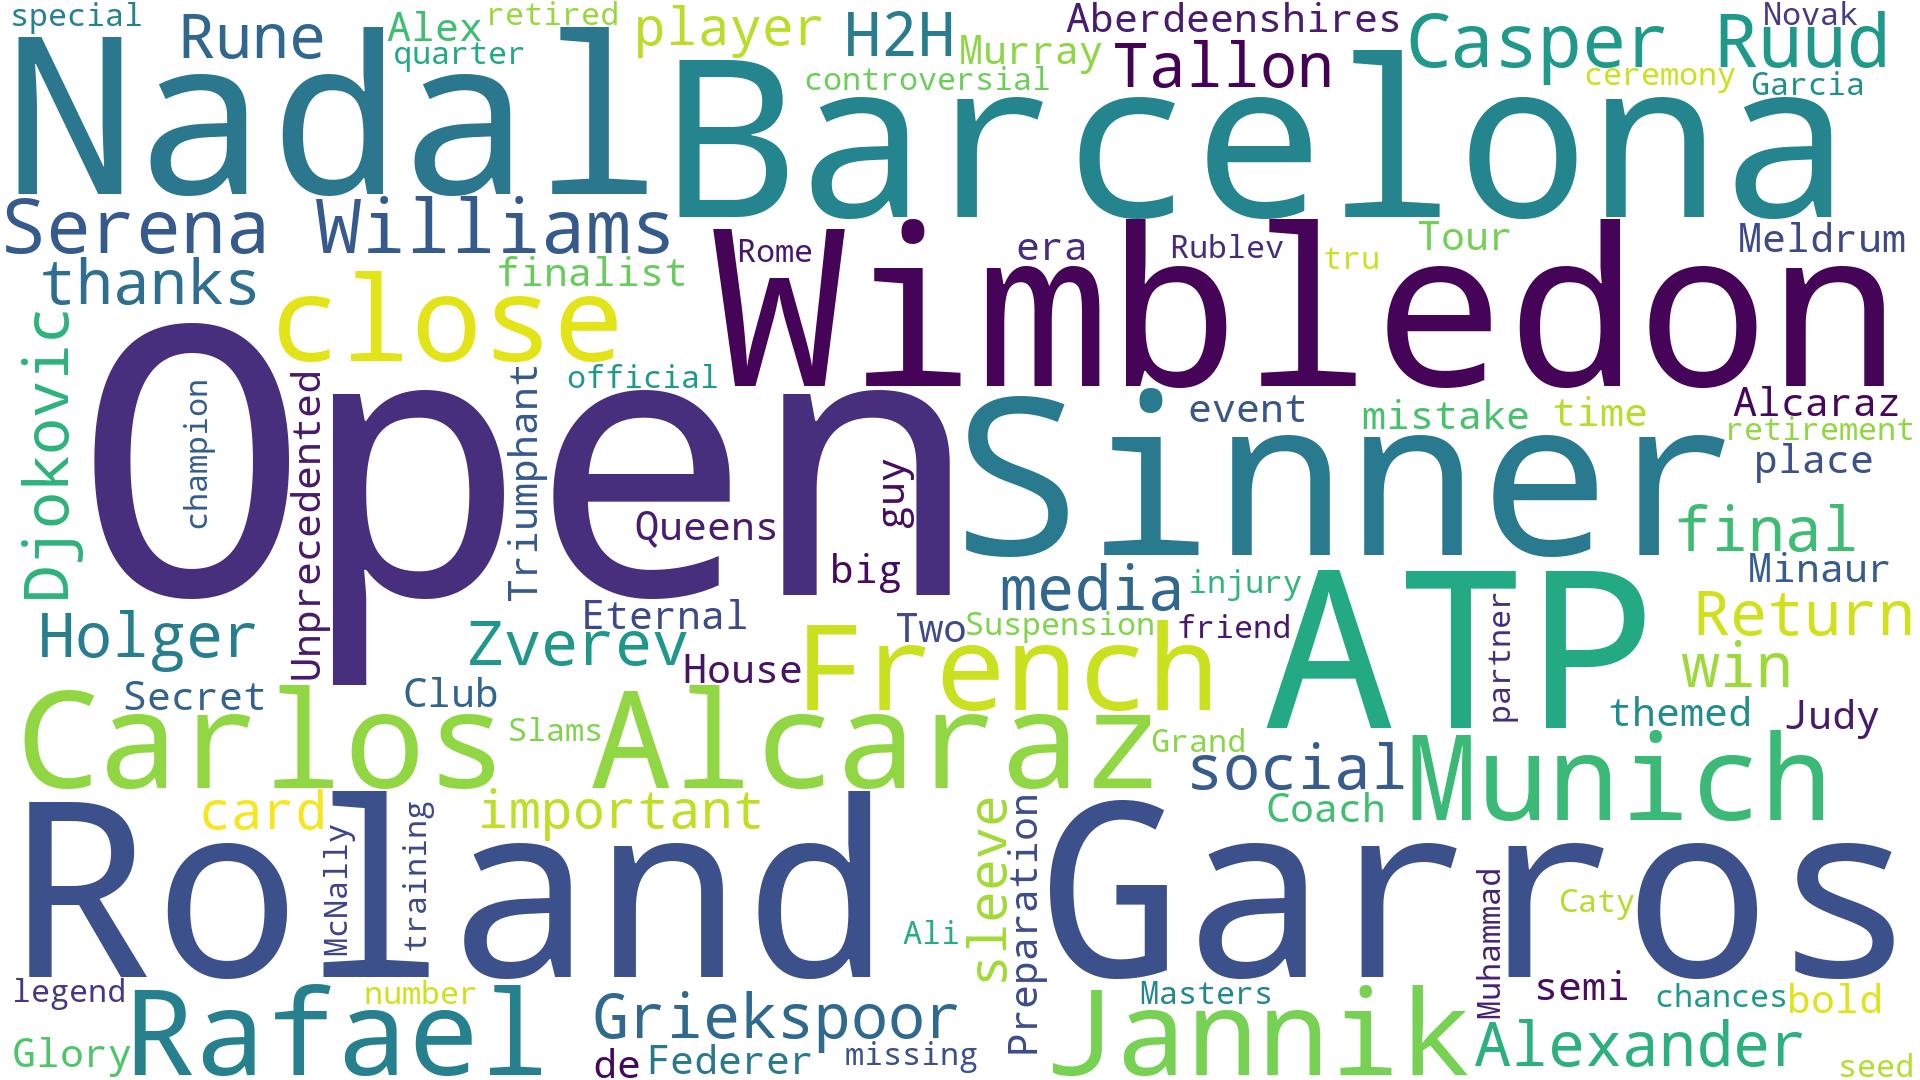 special
Nadal
Rune
Alex
retired
quarter
player
H2H
Murray
controversial
Aberdeenshires
Tallon
Casper Ruud
Novak
ceremony
Garcia
Barcelona
Serena Williams
thanks
finalist
close
Wimbledon
Rome
era
Rublev
tru
Tour
Meldrum
Djokovic
Open
champion
Unprecedented
Triumphant
official
Queens
guy
big
Sinner
event
mistake
time
Alcaraz
retirement
place
final
Minaur
media
injury
ATP
partner
Return
win
Holger
Eternal
Zverev
House
Two
Suspension
friend
French
Secret
Club
Carlos Alcaraz
Slams
Grand
themed
Judy
social
Munich
Coach
card
important
Roland Garros
McNally
training
sleeve
Preparation
Ali
Muhammad
Caty
legend
Rafael
number
Griekspoor
Masters
Jannik
semi
chances
bold
Glory
de
Federer
missing
Alexander
seed